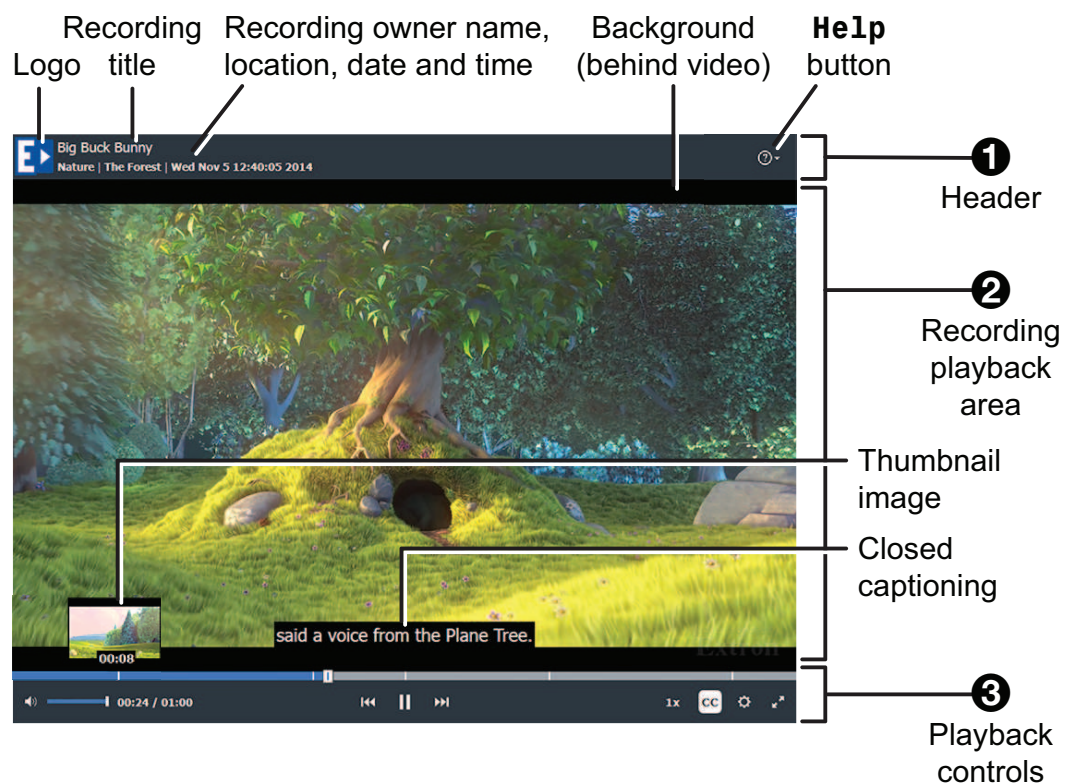 Recording
title
Logo
Recording owner name,
location, date and time
Background
(behind video)
Help
button
E
Big Buck Bunny
Nature | The Forest | Wed Nov 5 12:40:05 2014
?
1
Header
2
Recording
playback
area
Thumbnail
image
Closed
captioning
said a voice from the Plane Tree.
00:08
Extron
00:24 / 01:00
1x
CC
3
Playback
controls